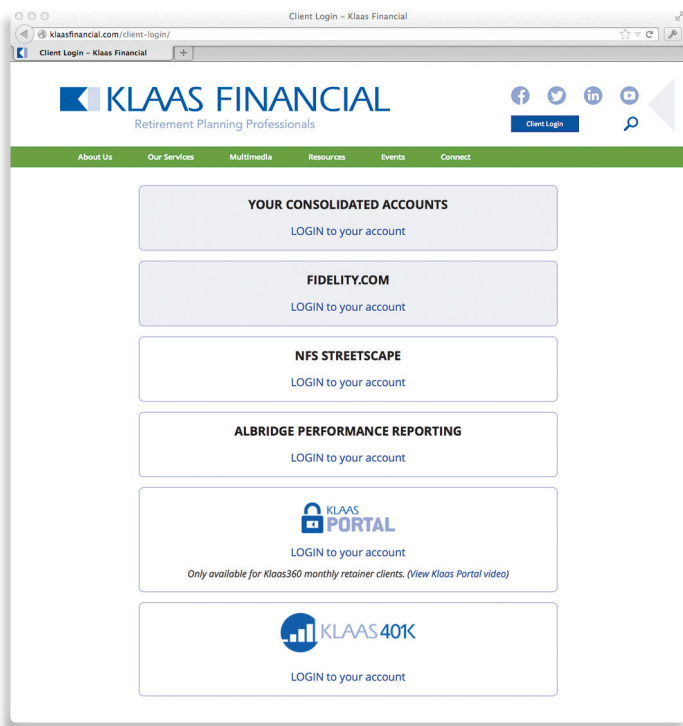 Client Login – Klaas Financial
klaasfinancial.com/client-login/
Client Login – Klaas Financial
KLAAS FINANCIAL
Retirement Planning Professionals
Client Login
About Us Our Services Multimedia Resources Events Connect
YOUR CONSOLIDATED ACCOUNTS
LOGIN to your account
FIDELITY.COM
LOGIN to your account
NFS STREETSCAPE
LOGIN to your account
ALBRIDGE PERFORMANCE REPORTING
LOGIN to your account
KLAAS
PORTAL
LOGIN to your account
Only available for Klaas360 monthly retainer clients. (View Klaas Portal video)
KLAAS401K
LOGIN to your account